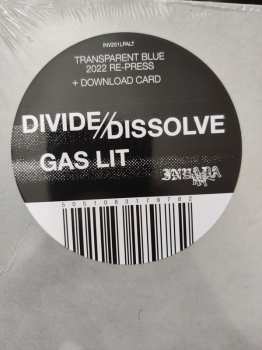 INV251LPALT
TRANSPARENT BLUE
2022 RE-PRESS
+ DOWNLOAD CARD
DIVIDE//DISSOLVE
GAS LIT
INVADA